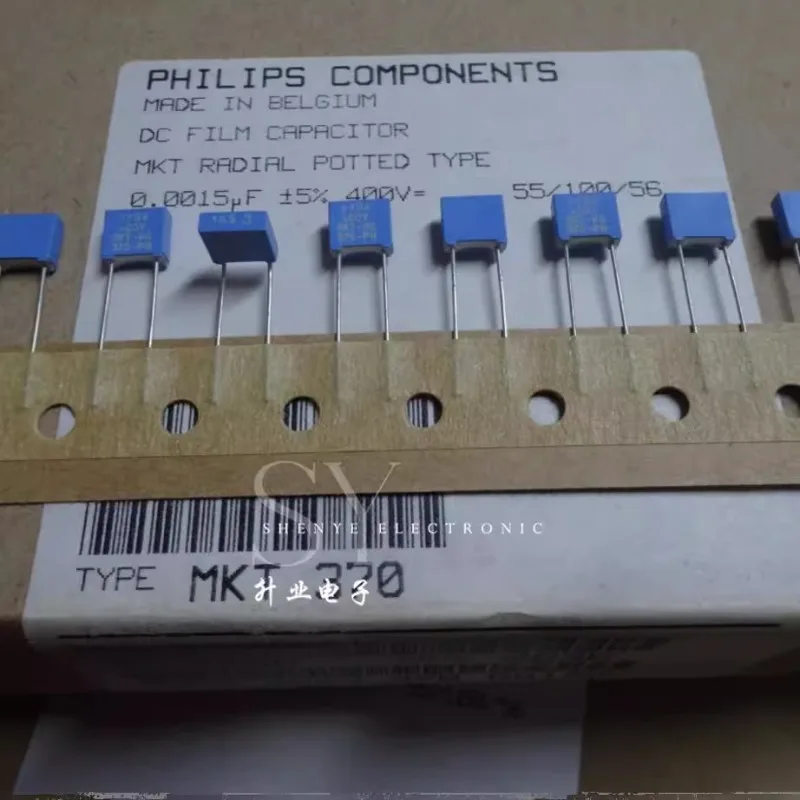 PHILIPS COMPONENTS
MADE IN BELGIUM
DC FILM CAPACITOR
MKT RADIAL POTTED TYPE
0.0015µF ±5% 400V= 55/100/56
SY
SHENYE ELECTRONIC
TYPE MKT 370
升业电子